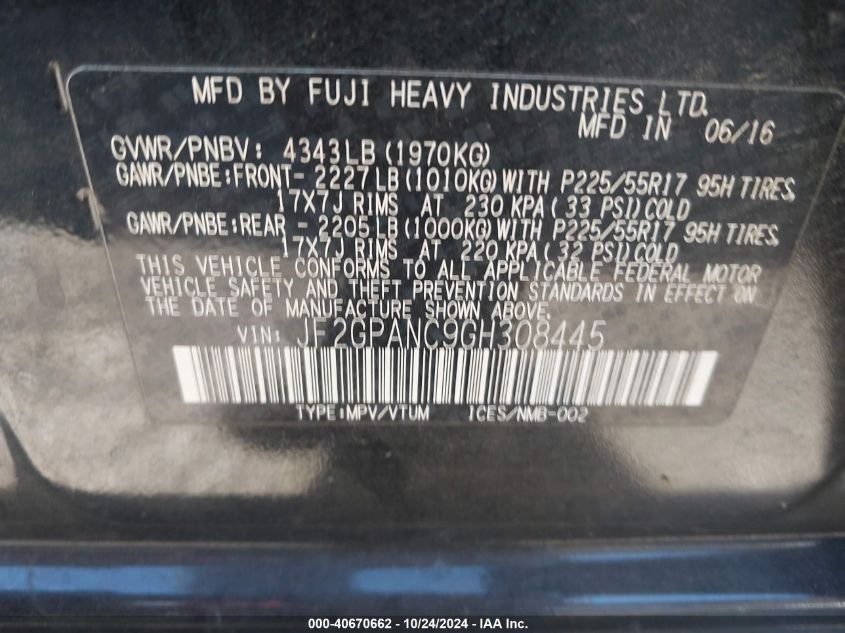 MFD BY FUJI HEAVY INDUSTRIES LTD.
MFD IN 06/16
GVWR/PNBV: 4343LB (1970KG)
GAWR/PNBE:FRONT- 2227LB (1010KG) WITH P225/55R17 95H TIRES,
17X7J RIMS AT 230 KPA ( 33 PSI) COLD
GAWR/PNBE:REAR - 2205LB (1000KG) WITH P225/55R17 95H TIRES,
17X7J RIMS AT 220 KPA ( 32 PSI) COLD
THIS VEHICLE CONFORMS TO ALL APPLICABLE FEDERAL MOTOR
VEHICLE SAFETY AND THEFT PREVENTION STANDARDS IN EFFECT ON
THE DATE OF MANUFACTURE SHOWN ABOVE.
VIN: JF2GPANC9GH308445
TYPE:MPV/VTUM ICES/NMB-002
000-40670662 - 10/24/2024 - IAA Inc.